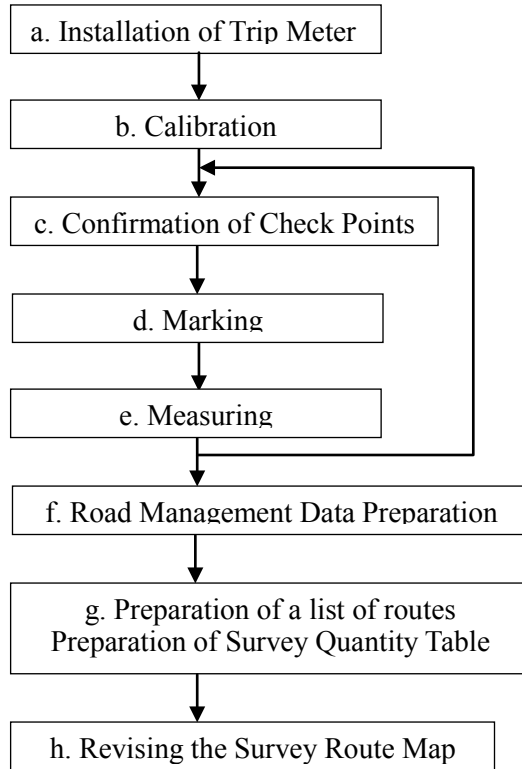 a. Installation of Trip Meter
b. Calibration
c. Confirmation of Check Points
d. Marking
e. Measuring
f. Road Management Data Preparation
g. Preparation of a list of routes
Preparation of Survey Quantity Table
h. Revising the Survey Route Map